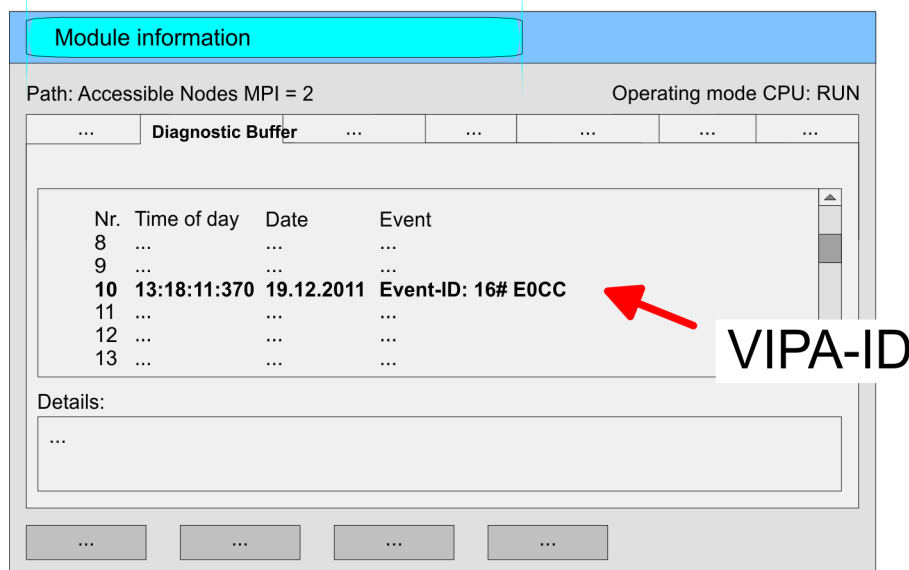 Module information
Path: Accessible Nodes MPI = 2 Operating mode CPU: RUN
... Diagnostic Buffer ... ... ... ... ...
Nr. Time of day Date Event
8 ... ... ...
9 ... ... ...
10 13:18:11:370 19.12.2011 Event-ID: 16# E0CC
11 ... ... ...
12 ... ... ...
13 ... ... ...
VIPA-ID
Details:
...
... ... ... ...